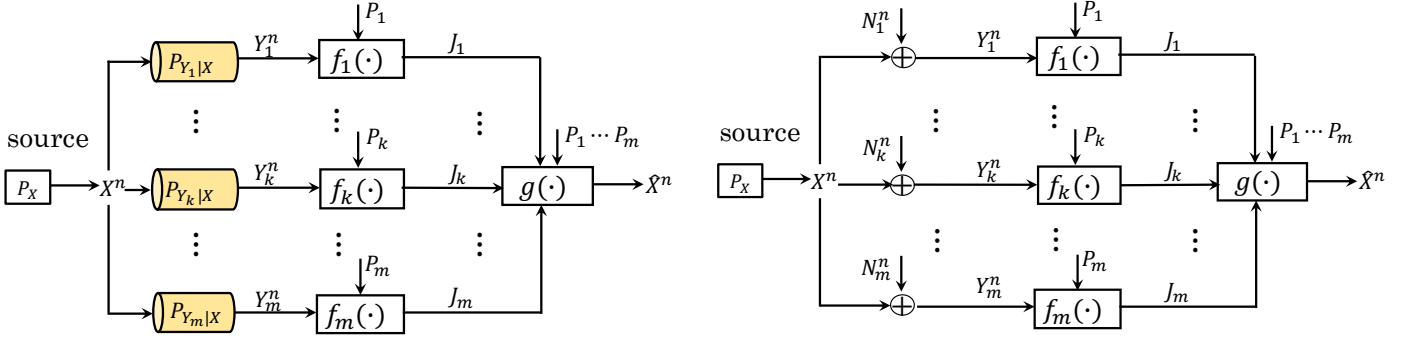 P_1
P_{Y_1|X} Y_1^n f_1(·) J_1
⋮ ⋮ ⋮
source P_k P_1 ⋯ P_m
P_X X^n P_{Y_k|X} Y_k^n f_k(·) J_k g(·) X̂^n
⋮ ⋮ ⋮
P_m
P_{Y_m|X} Y_m^n f_m(·) J_m
N_1^n P_1
Y_1^n f_1(·) J_1
⋮ ⋮ ⋮
source N_k^n P_k P_1 ⋯ P_m
P_X X^n Y_k^n f_k(·) J_k g(·) X̂^n
⋮ ⋮ ⋮
N_m^n P_m
Y_m^n f_m(·) J_m